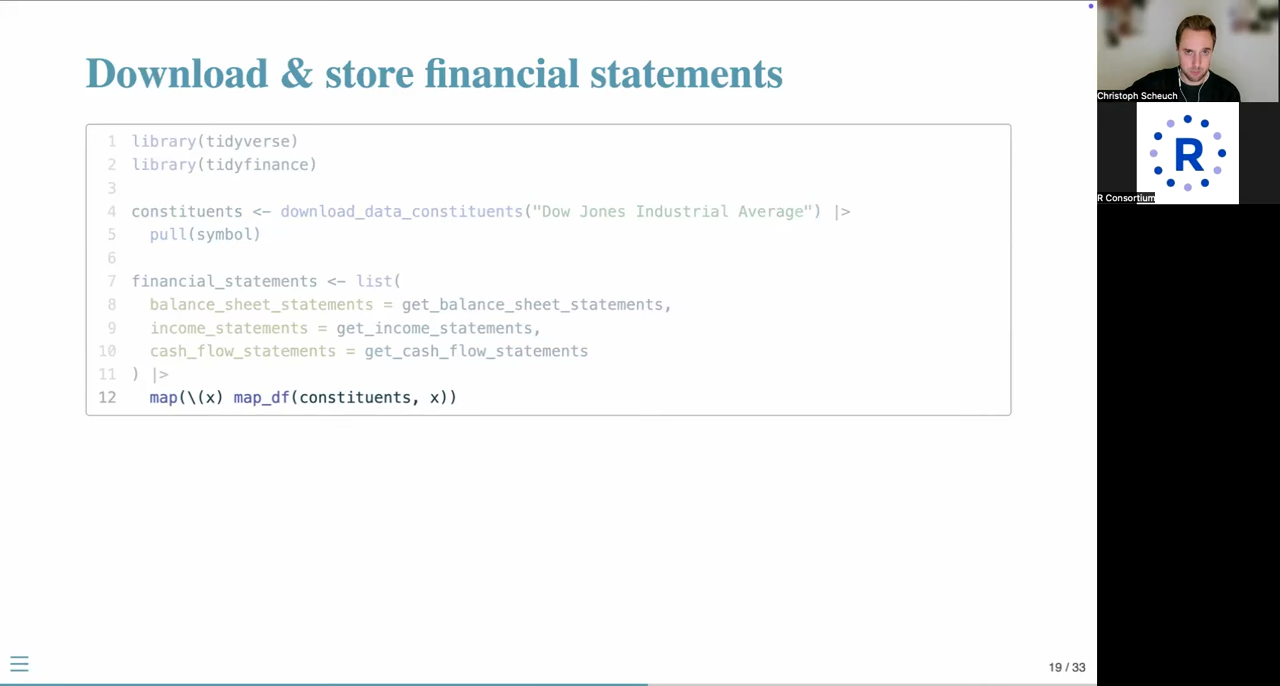 Download & store financial statements
1 library(tidyverse)
2 library(tidyfinance)
3
4 constituents <- download_data_constituents("Dow Jones Industrial Average") |>
5   pull(symbol)
6
7 financial_statements <- list(
8   balance_sheet_statements = get_balance_sheet_statements,
9   income_statements = get_income_statements,
10   cash_flow_statements = get_cash_flow_statements
11 ) |>
12   map(\(x) map_df(constituents, x))
19 / 33
Christoph Scheuch
R
R Consortium